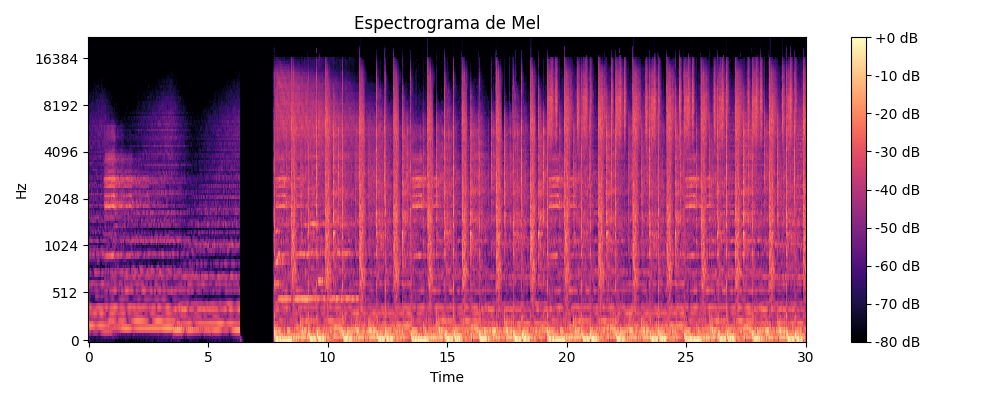 Espectrograma de Mel
Hz
16384
8192
4096
2048
1024
512
0
0 5 10 15 20 25 30
Time
+0 dB
-10 dB
-20 dB
-30 dB
-40 dB
-50 dB
-60 dB
-70 dB
-80 dB